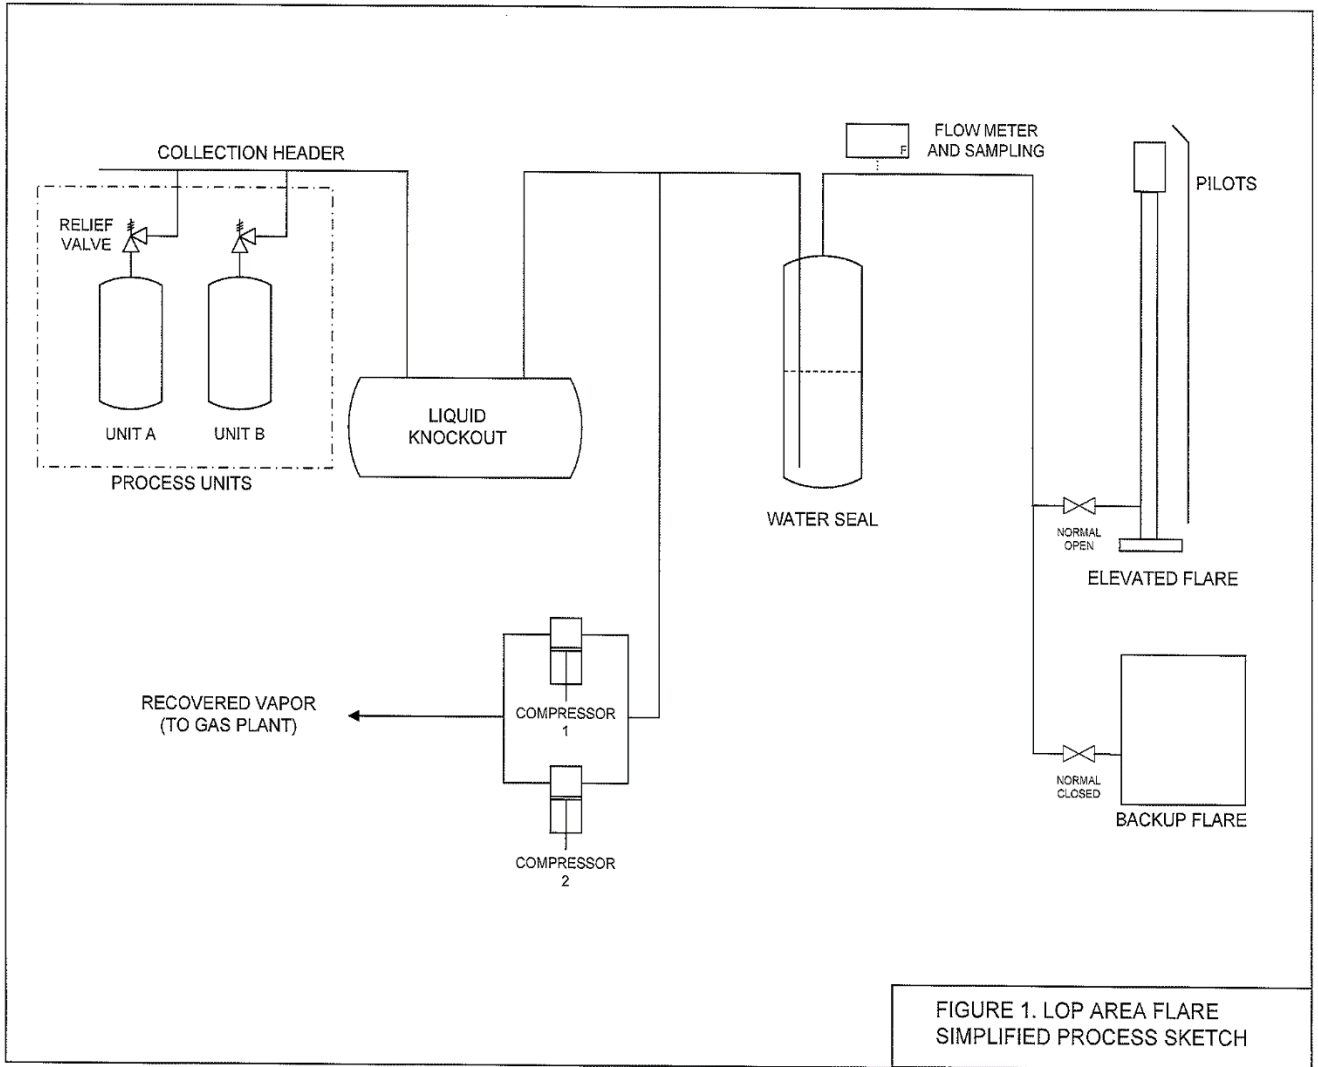 COLLECTION HEADER
RELIEF
VALVE
UNIT A
UNIT B
PROCESS UNITS
LIQUID
KNOCKOUT
FLOW METER
AND SAMPLING
F
PILOTS
WATER SEAL
NORMAL
OPEN
ELEVATED FLARE
RECOVERED VAPOR
(TO GAS PLANT)
COMPRESSOR
1
COMPRESSOR
2
NORMAL
CLOSED
BACKUP FLARE
FIGURE 1. LOP AREA FLARE
SIMPLIFIED PROCESS SKETCH